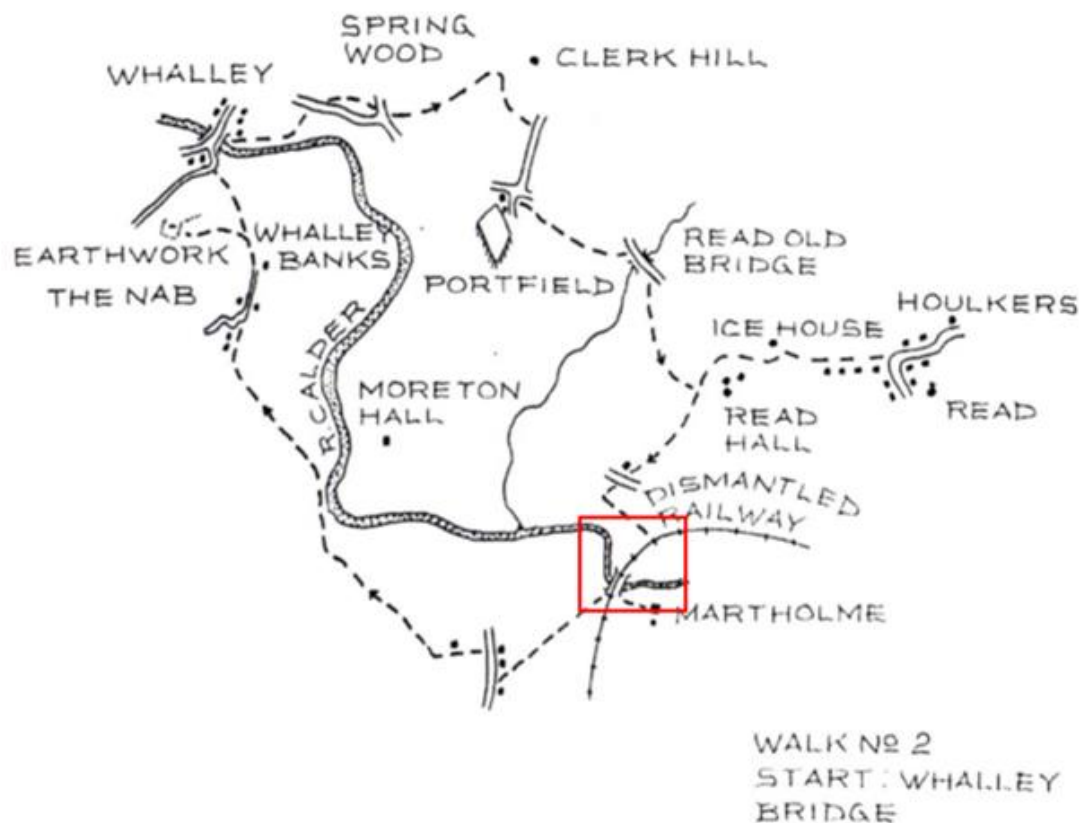 SPRING
WOOD
CLERK HILL
WHALLEY
EARTHWORK
WHALLEY
BANKS
THE NAB
PORTFIELD
READ OLD
BRIDGE
HOULKERS
ICE HOUSE
R. CALDER
MORETON
HALL
READ
HALL
READ
DISMANTLED
RAILWAY
MARTHOLME
WALK Nº 2
START: WHALLEY
BRIDGE